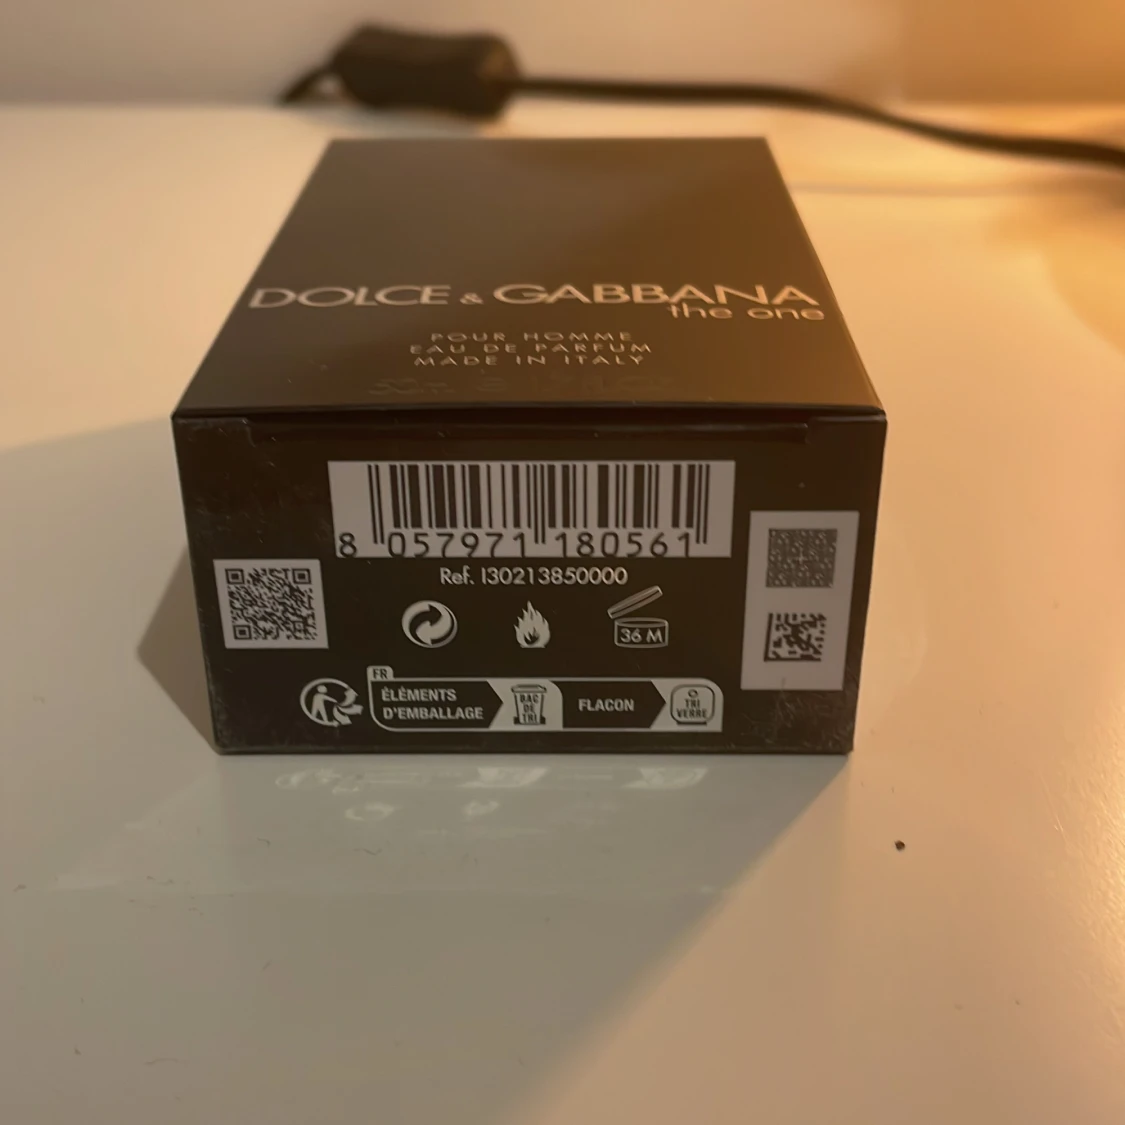 DOLCE & GABBANA
the one
POUR HOMME
EAU DE PARFUM
MADE IN ITALY
8 057971 180561
Ref. I30213850000
36 M
FR
ÉLÉMENTS
D'EMBALLAGE
BAC
DE
TRI
FLACON
TRI
VERRE